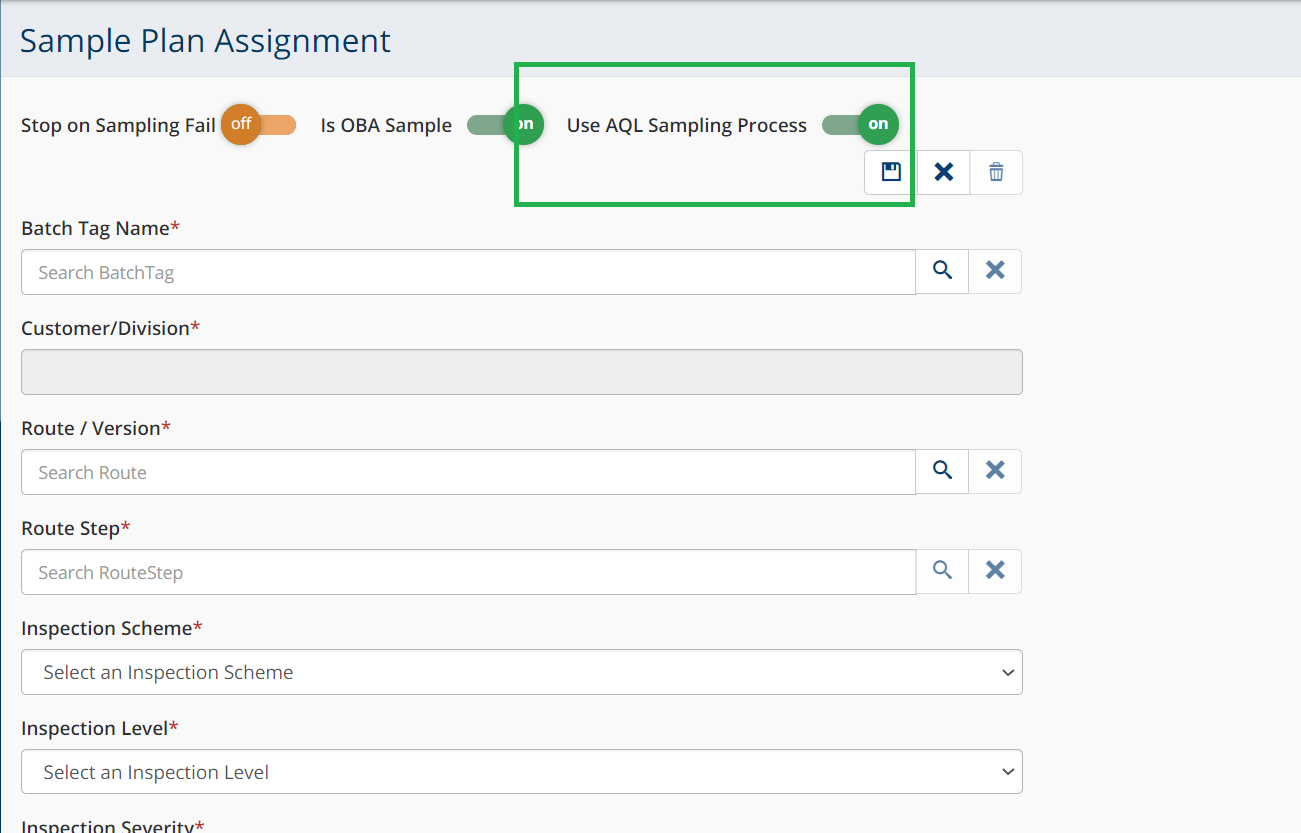 Sample Plan Assignment
Stop on Sampling Fail off Is OBA Sample on Use AQL Sampling Process on
Batch Tag Name*
Search BatchTag
Customer/Division*
Route / Version*
Search Route
Route Step*
Search RouteStep
Inspection Scheme*
Select an Inspection Scheme
Inspection Level*
Select an Inspection Level
Inspection Severity*